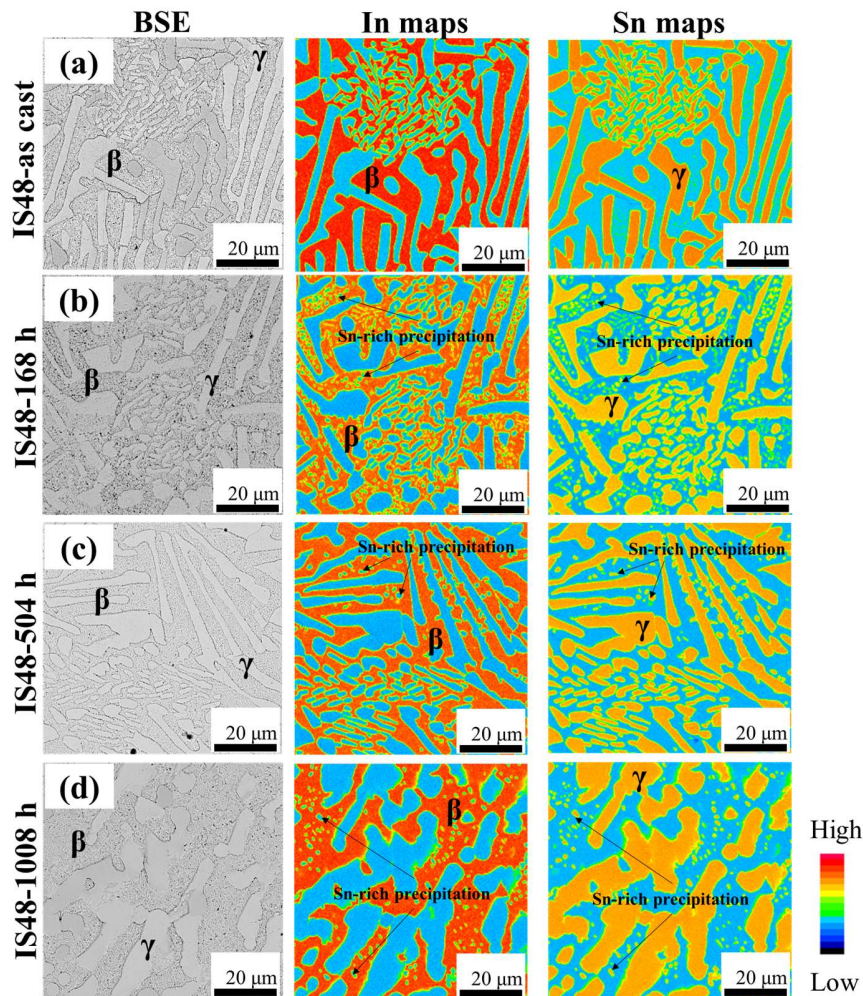 BSE In maps Sn maps
IS48-as cast
(a)
γ
β
20 μm
β
20 μm
γ
20 μm
IS48-168 h
(b)
β
γ
20 μm
Sn-rich precipitation
β
20 μm
Sn-rich precipitation
γ
20 μm
IS48-504 h
(c)
β
γ
20 μm
Sn-rich precipitation
β
20 μm
Sn-rich precipitation
γ
20 μm
IS48-1008 h
(d)
β
γ
20 μm
β
Sn-rich precipitation
20 μm
γ
Sn-rich precipitation
20 μm
High
Low